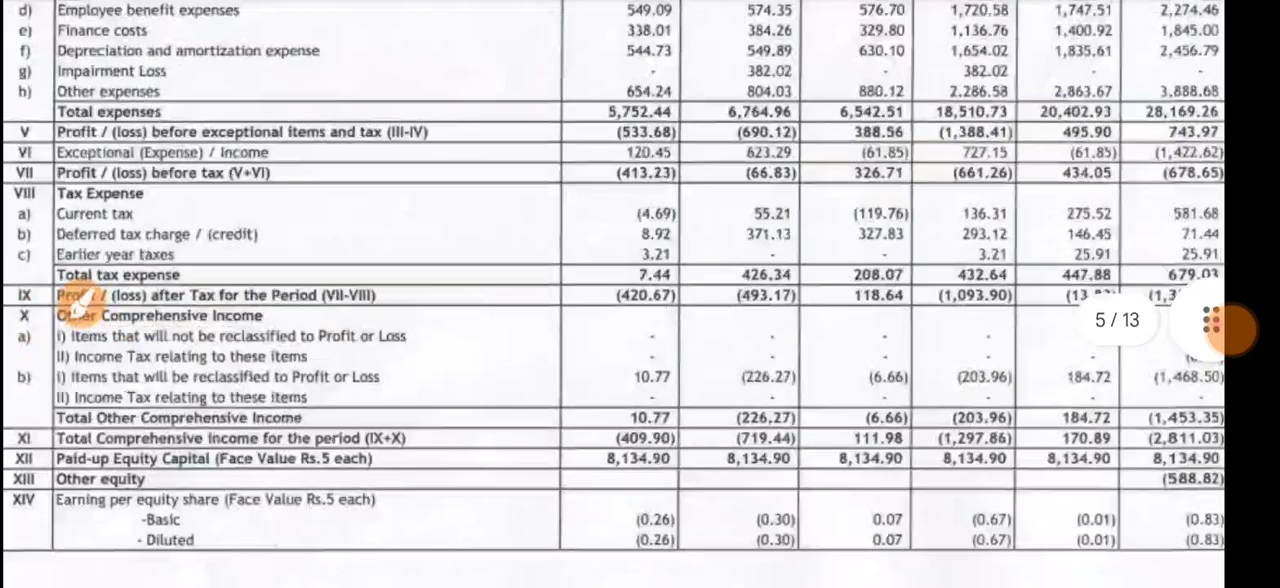 d) Employee benefit expenses 549.09 574.35 576.70 1,720.58 1,747.51 2,274.46
e) Finance costs 338.01 384.26 329.80 1,136.76 1,400.92 1,845.00
f) Depreciation and amortization expense 544.73 549.89 630.10 1,654.02 1,835.61 2,456.79
g) Impairment Loss - 382.02 - 382.02 - -
h) Other expenses 654.24 804.03 880.12 2,286.58 2,863.67 3,888.68
Total expenses 5,752.44 6,764.96 6,542.51 18,510.73 20,402.93 28,169.26
V Profit / (loss) before exceptional items and tax (III-IV) (533.68) (690.12) 388.56 (1,388.41) 495.90 743.97
VI Exceptional (Expense) / Income 120.45 623.29 (61.85) 727.15 (61.85) (1,422.62)
VII Profit / (loss) before tax (V+VI) (413.23) (66.83) 326.71 (661.26) 434.05 (678.65)
VIII Tax Expense
a) Current tax (4.69) 55.21 (119.76) 136.31 275.52 581.68
b) Deferred tax charge / (credit) 8.92 371.13 327.83 293.12 146.45 71.44
c) Earlier year taxes 3.21 - - 3.21 25.91 25.91
Total tax expense 7.44 426.34 208.07 432.64 447.88 679.03
IX / (loss) after Tax for the Period (VII-VIII) (420.67) (493.17) 118.64 (1,093.90)
X Other Comprehensive Income
a) i) Items that will not be reclassified to Profit or Loss - - - - -
II) Income Tax relating to these items - - - - -
b) i) Items that will be reclassified to Profit or Loss 10.77 (226.27) (6.66) (203.96) 184.72 (1,468.50)
II) Income Tax relating to these items - - - - - -
Total Other Comprehensive Income 10.77 (226.27) (6.66) (203.96) 184.72 (1,453.35)
XI Total Comprehensive income for the period (IX+X) (409.90) (719.44) 111.98 (1,297.86) 170.89 (2,811.03)
XII Paid-up Equity Capital (Face Value Rs.5 each) 8,134.90 8,134.90 8,134.90 8,134.90 8,134.90 8,134.90
XIII Other equity (588.82)
XIV Earning per equity share (Face Value Rs.5 each)
-Basic (0.26) (0.30) 0.07 (0.67) (0.01) (0.83)
- Diluted (0.26) (0.30) 0.07 (0.67) (0.01) (0.83)
5 / 13